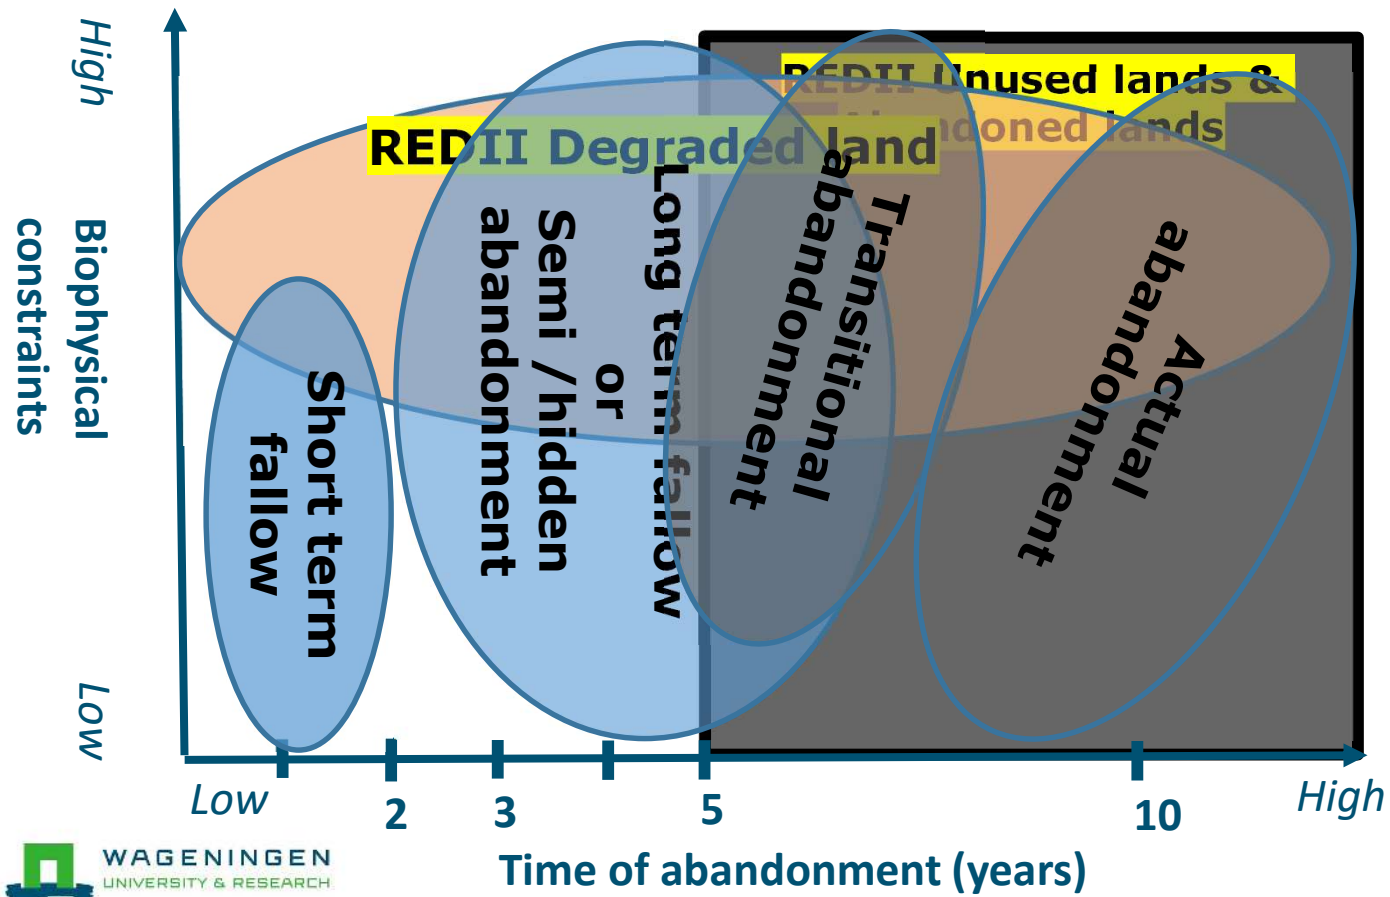 High
Biophysical
constraints
Low
REDII Unused lands &
Abandoned lands
REDII Degraded land
Short term
fallow
Long term fallow
or
Semi /hidden
abandonment
Transitional
abandonment
Actual
abandonment
Low
2
3
5
10
High
Time of abandonment (years)
WAGENINGEN
UNIVERSITY & RESEARCH